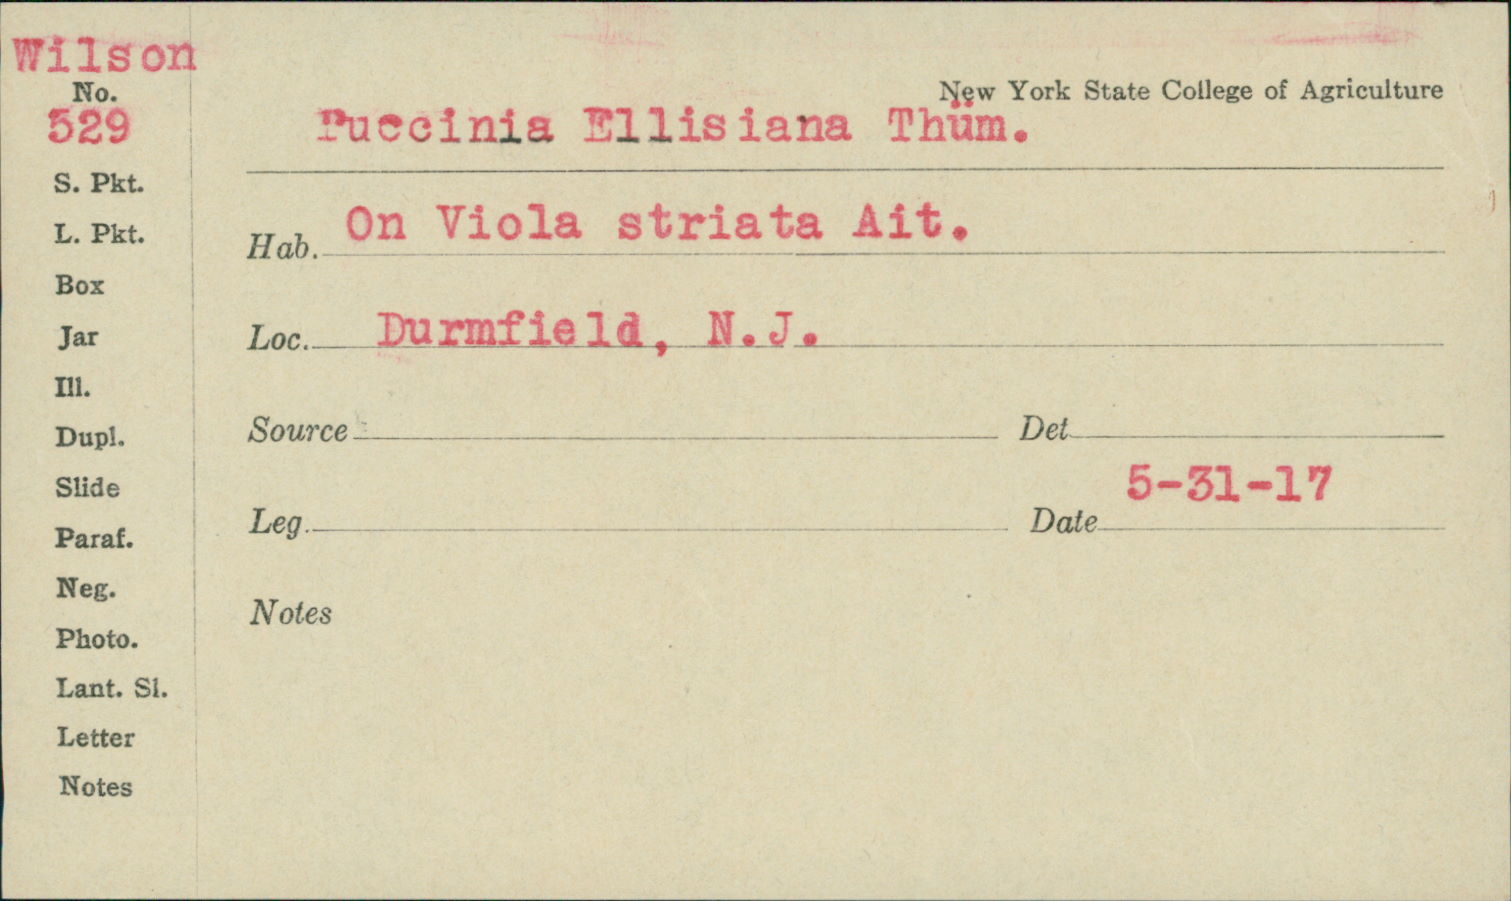 Wilson
No.
529
New York State College of Agriculture
Puccinia Ellisiana Thüm.
S. Pkt.
L. Pkt.
Box
Jar
Ill.
Dupl.
Slide
Paraf.
Neg.
Photo.
Lant. Sl.
Letter
Notes
Hab. On Viola striata Ait.
Loc. Durmfield, N.J.
Source
Det
Leg.
Date 5-31-17
Notes